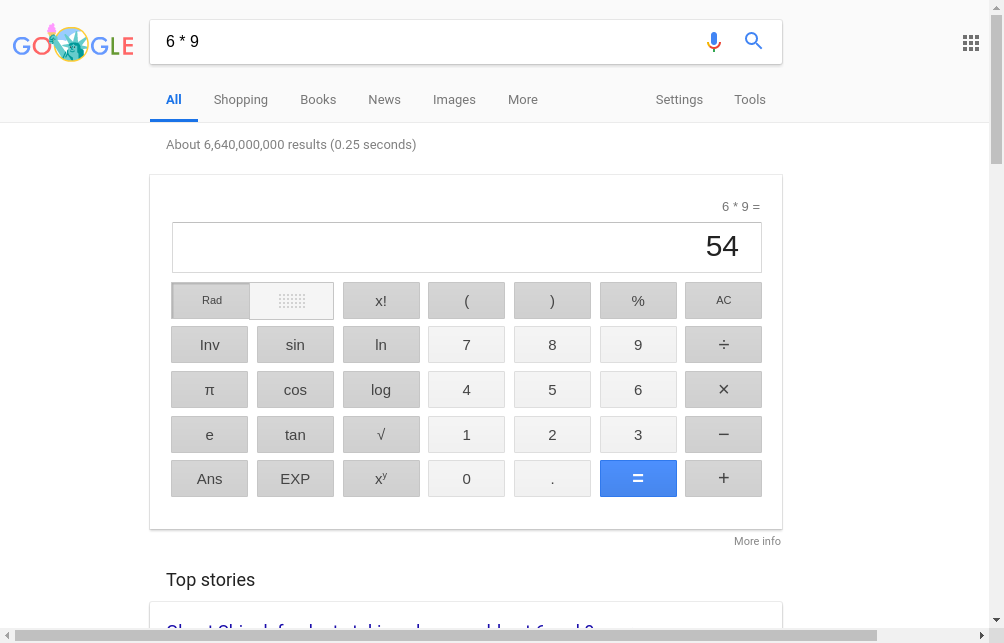 GOOGLE
6 * 9
All Shopping Books News Images More Settings Tools
About 6,640,000,000 results (0.25 seconds)
6 * 9 =
54
Rad x! ( ) % AC
Inv sin ln 7 8 9 ÷
π cos log 4 5 6 ×
e tan √ 1 2 3 −
Ans EXP xʸ 0 . = +
More info
Top stories